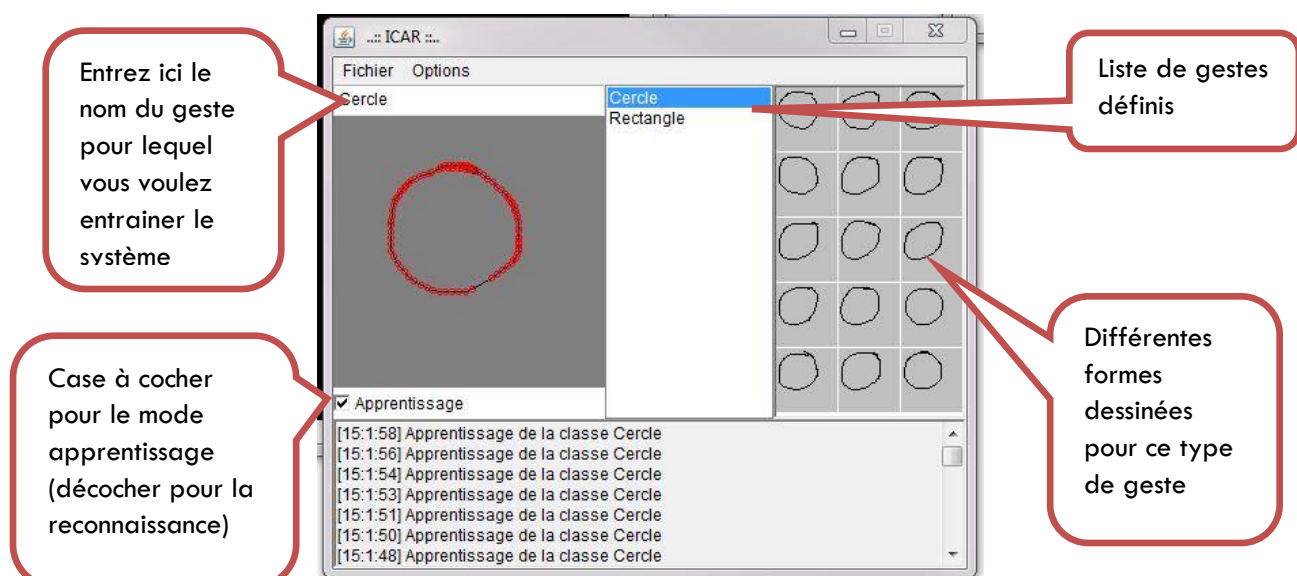 Entrez ici le
nom du geste
pour lequel
vous voulez
entrainer le
système
Case à cocher
pour le mode
apprentissage
(décocher pour la
reconnaissance)
..:: ICAR ::..
Fichier Options
Cercle
Cercle
Rectangle
Apprentissage
[15:1:58] Apprentissage de la classe Cercle
[15:1:56] Apprentissage de la classe Cercle
[15:1:54] Apprentissage de la classe Cercle
[15:1:53] Apprentissage de la classe Cercle
[15:1:51] Apprentissage de la classe Cercle
[15:1:50] Apprentissage de la classe Cercle
[15:1:48] Apprentissage de la classe Cercle
Liste de gestes
définis
Différentes
formes
dessinées
pour ce type
de geste